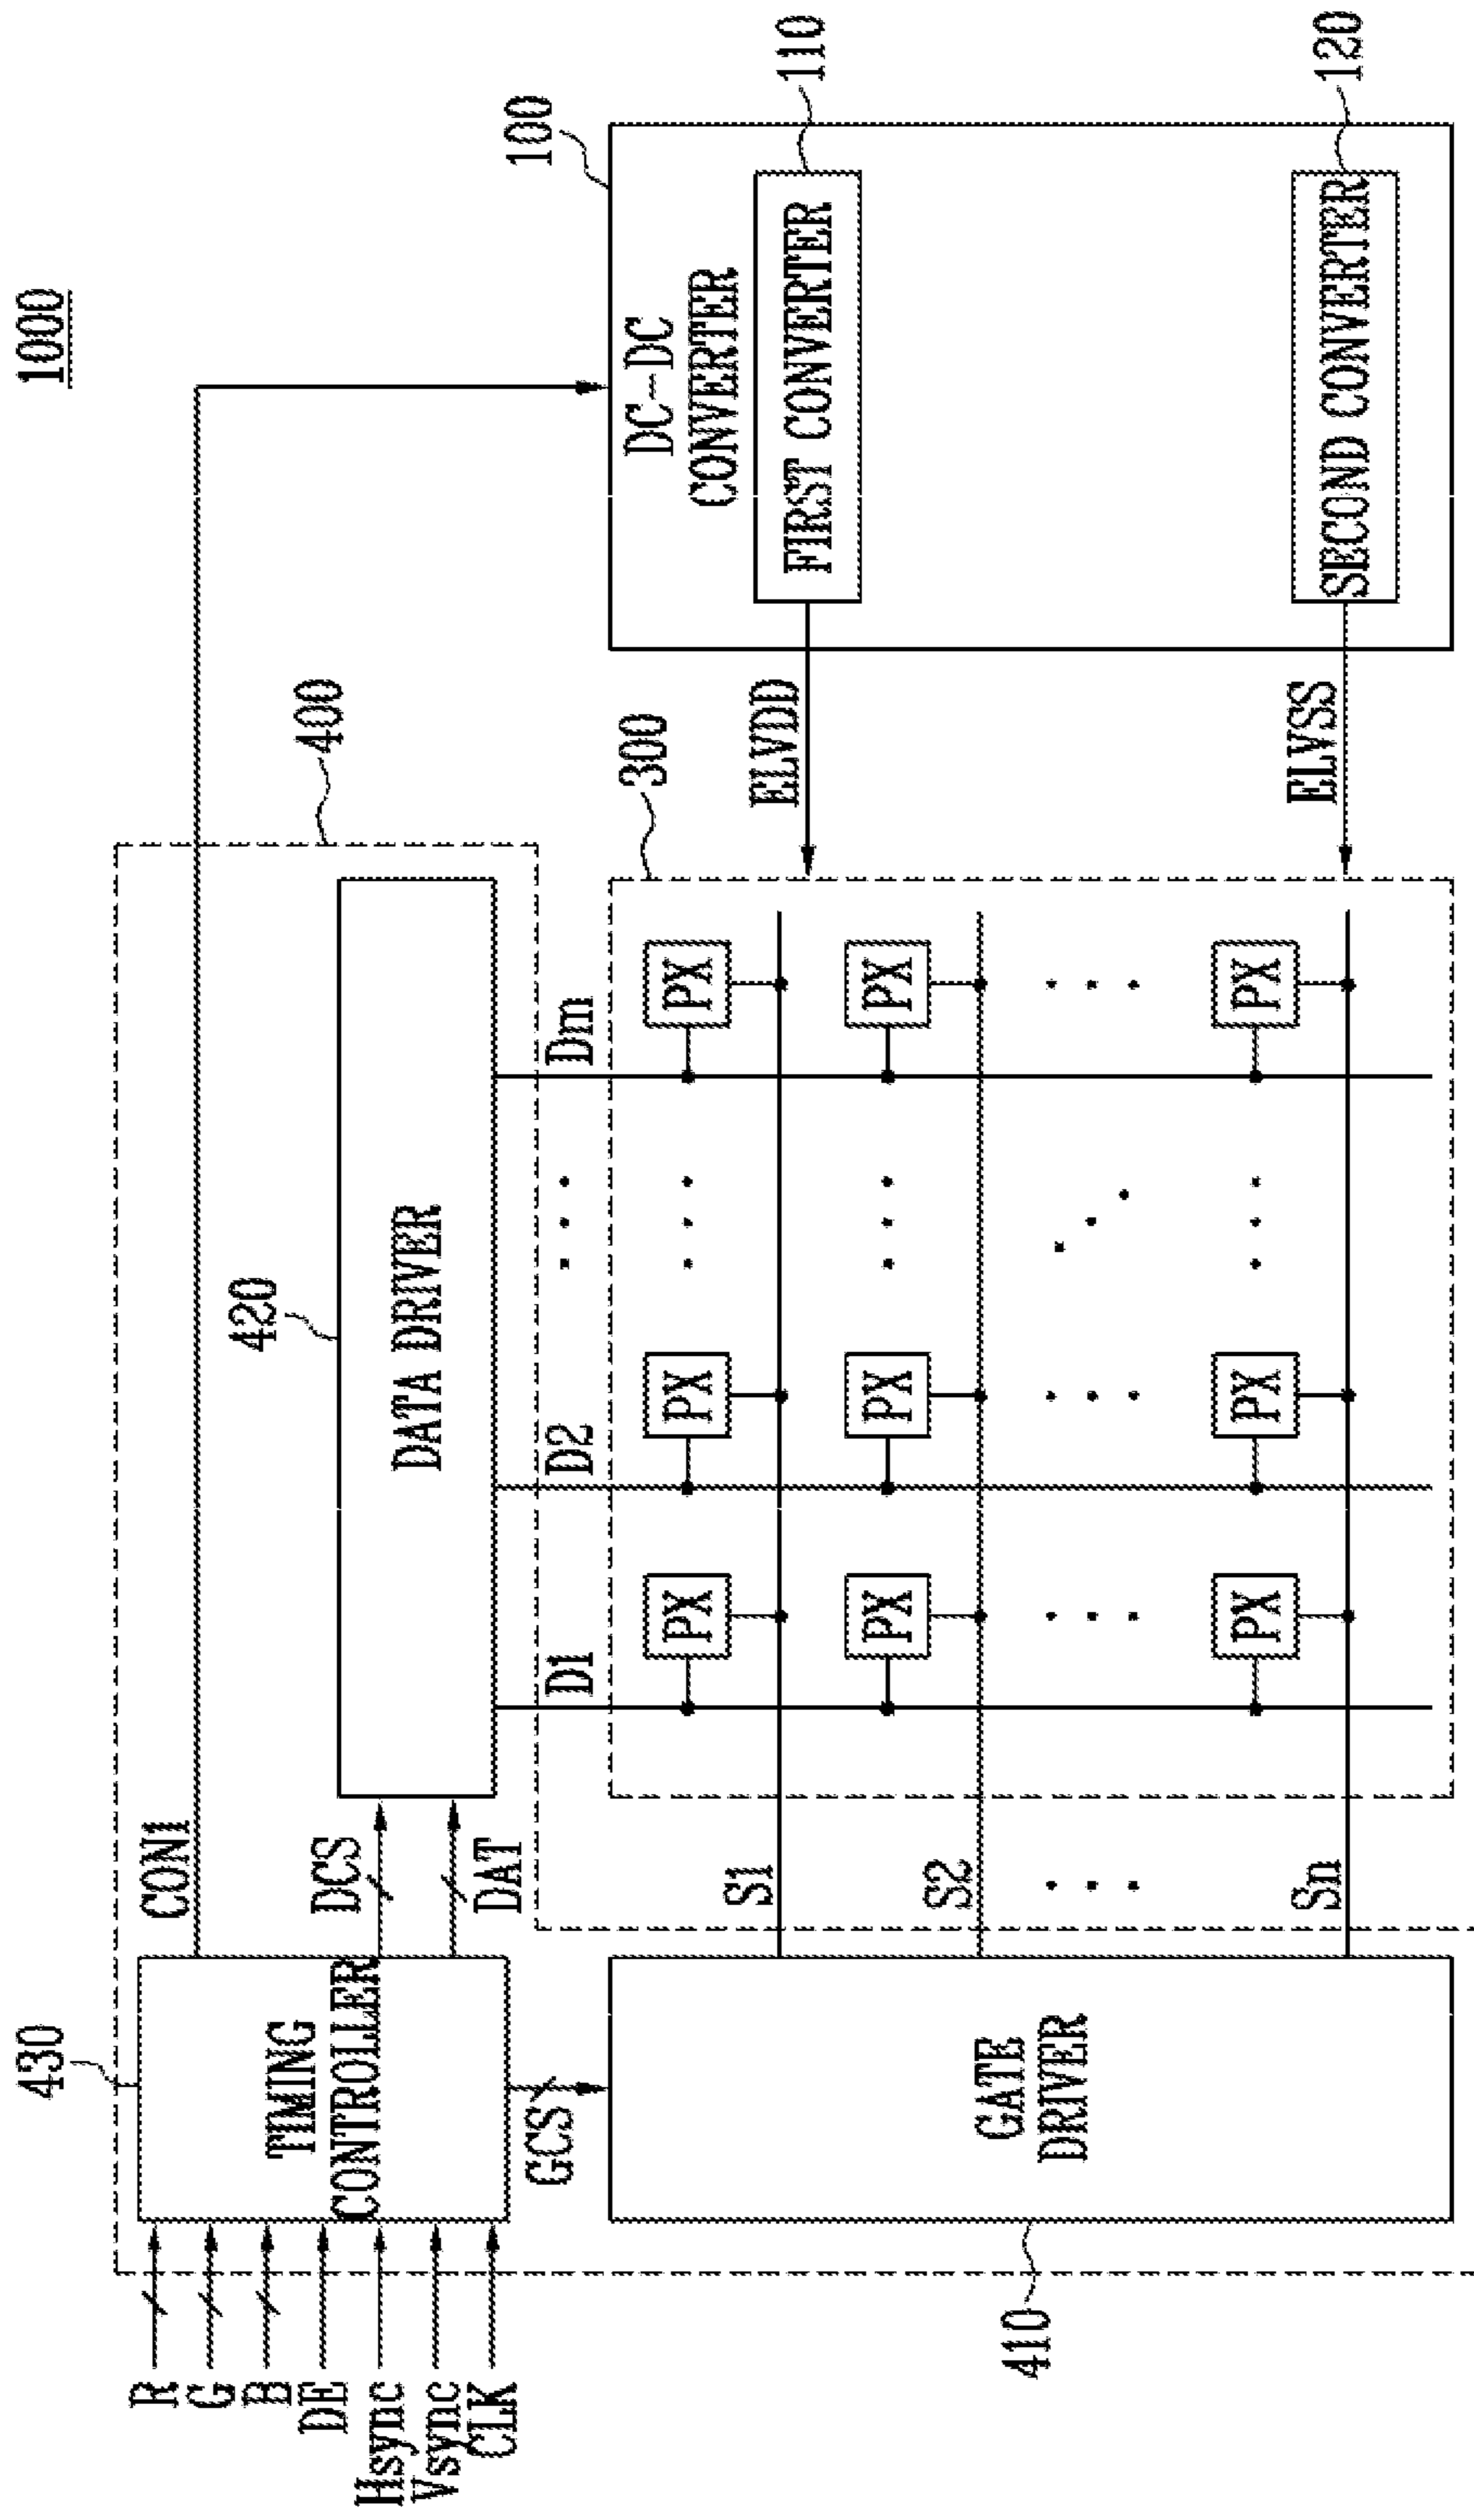 1000
430
400
420
100
110
120
300
410
R
G
B
DE
Hsync
Vsync
CLK
TIMING
CONTROLLER
CON1
DCS
DAT
GCS
DATA DRIVER
DC-DC
CONVERTER
FIRST CONVERTER
SECOND CONVERTER
ELVDD
ELVSS
D1
D2
. . .
Dm
GATE
DRIVER
S1
PX
PX
. . .
PX
S2
PX
PX
. . .
PX
. . .
. . .
. . .
. . .
. . .
Sn
PX
PX
. . .
PX